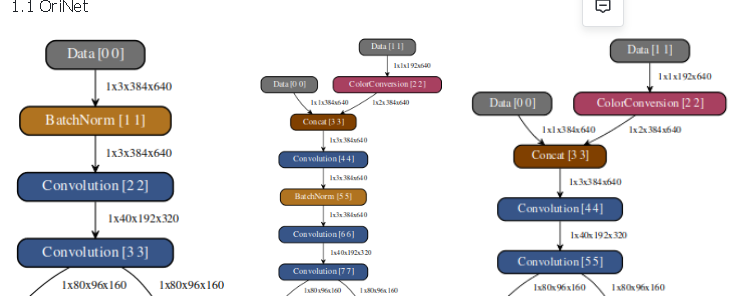 1.1 OriNet
Data [0 0]
1x3x384x640
BatchNorm [1 1]
1x3x384x640
Convolution [2 2]
1x40x192x320
Convolution [3 3]
1x80x96x160
1x80x96x160
Data [1 1]
1x1x192x640
Data [0 0]
ColorConversion [2 2]
1x1x384x640
1x2x384x640
Concat [3 3]
1x3x384x640
Convolution [4 4]
1x3x384x640
BatchNorm [5 5]
1x3x384x640
Convolution [6 6]
1x40x192x320
Convolution [7 7]
1x80x96x160
1x80x96x160
Data [1 1]
1x1x192x640
Data [0 0]
ColorConversion [2 2]
1x1x384x640
1x2x384x640
Concat [3 3]
1x3x384x640
Convolution [4 4]
1x40x192x320
Convolution [5 5]
1x80x96x160
1x80x96x160